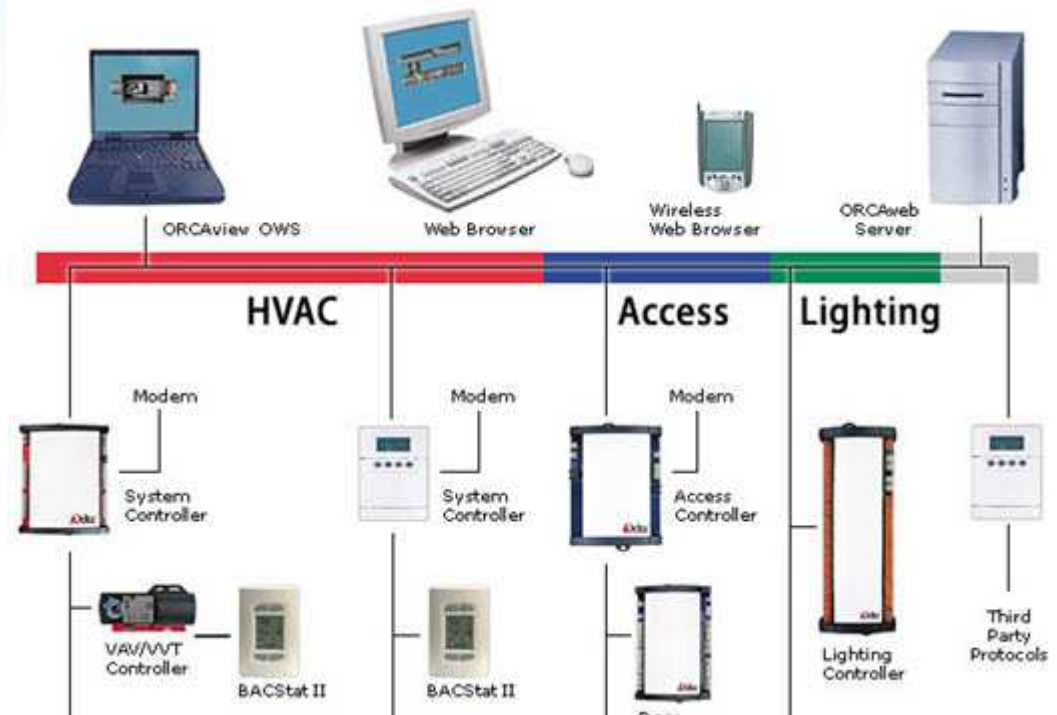 ORCAview OWS
Web Browser
Wireless
Web Browser
ORCAweb
Server
HVAC
Access
Lighting
Modem
Modem
Modem
System
Controller
System
Controller
Access
Controller
VAV/VVT
Controller
BACStat II
BACStat II
Lighting
Controller
Third
Party
Protocols